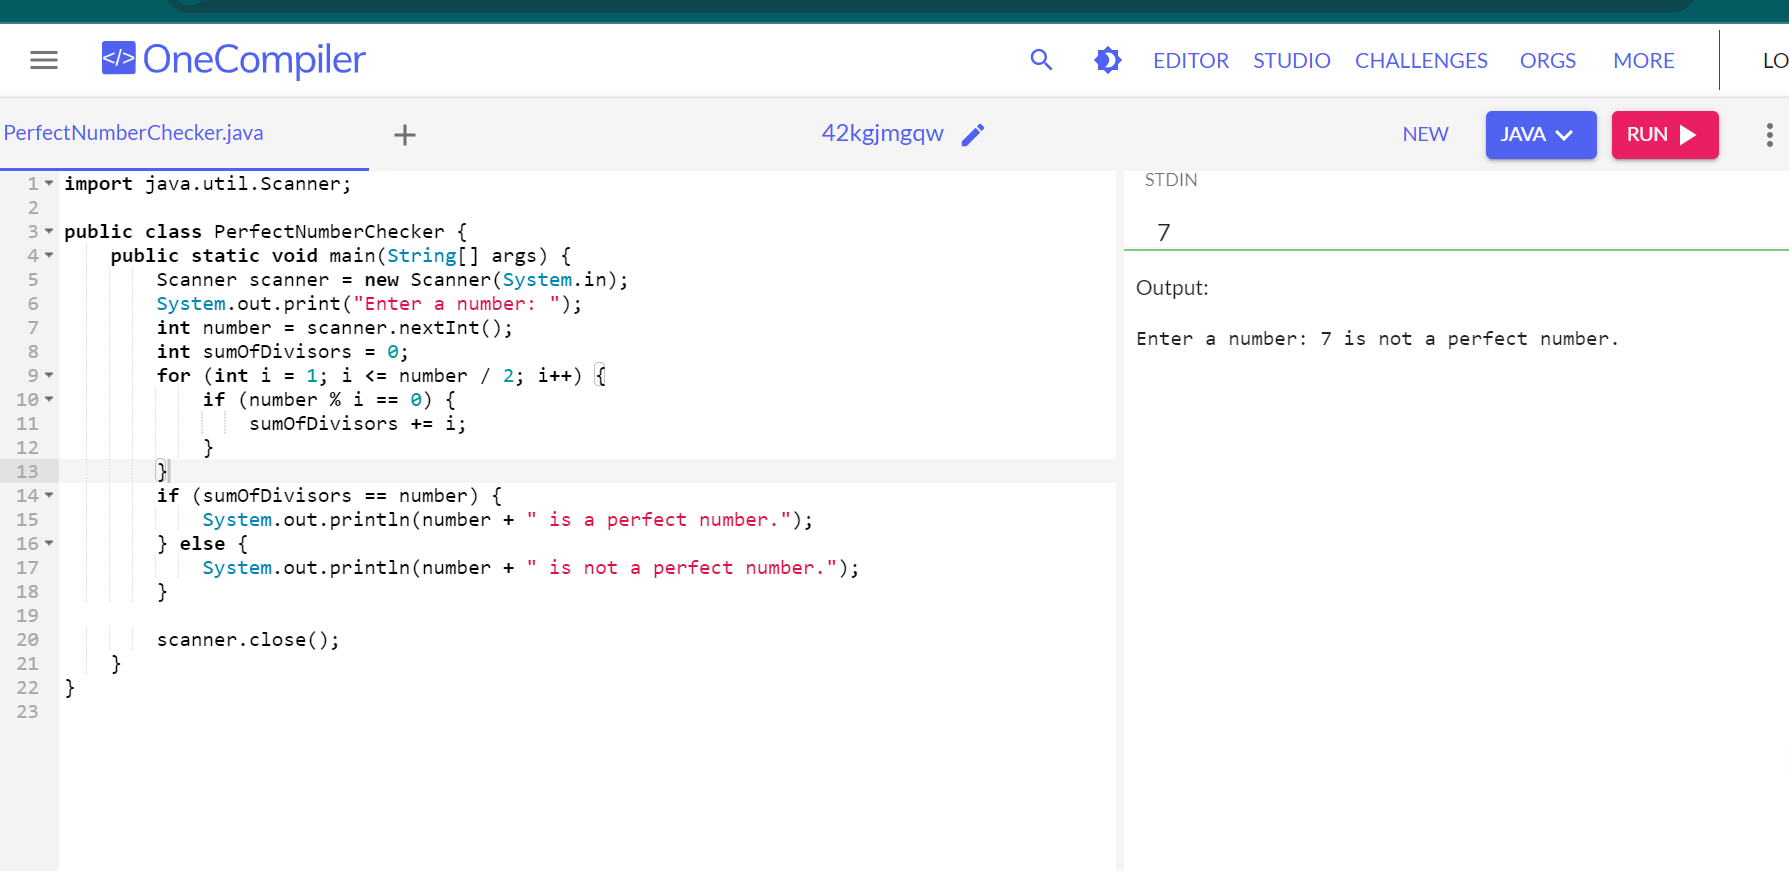 </> OneCompiler
EDITOR STUDIO CHALLENGES ORGS MORE LO
PerfectNumberChecker.java + 42kgjmgqw NEW JAVA RUN
1 import java.util.Scanner;
2
3 public class PerfectNumberChecker {
4     public static void main(String[] args) {
5         Scanner scanner = new Scanner(System.in);
6         System.out.print("Enter a number: ");
7         int number = scanner.nextInt();
8         int sumOfDivisors = 0;
9         for (int i = 1; i <= number / 2; i++) {
10             if (number % i == 0) {
11                 sumOfDivisors += i;
12             }
13         }
14         if (sumOfDivisors == number) {
15             System.out.println(number + " is a perfect number.");
16         } else {
17             System.out.println(number + " is not a perfect number.");
18         }
19
20         scanner.close();
21     }
22 }
23
STDIN
7
Output:
Enter a number: 7 is not a perfect number.